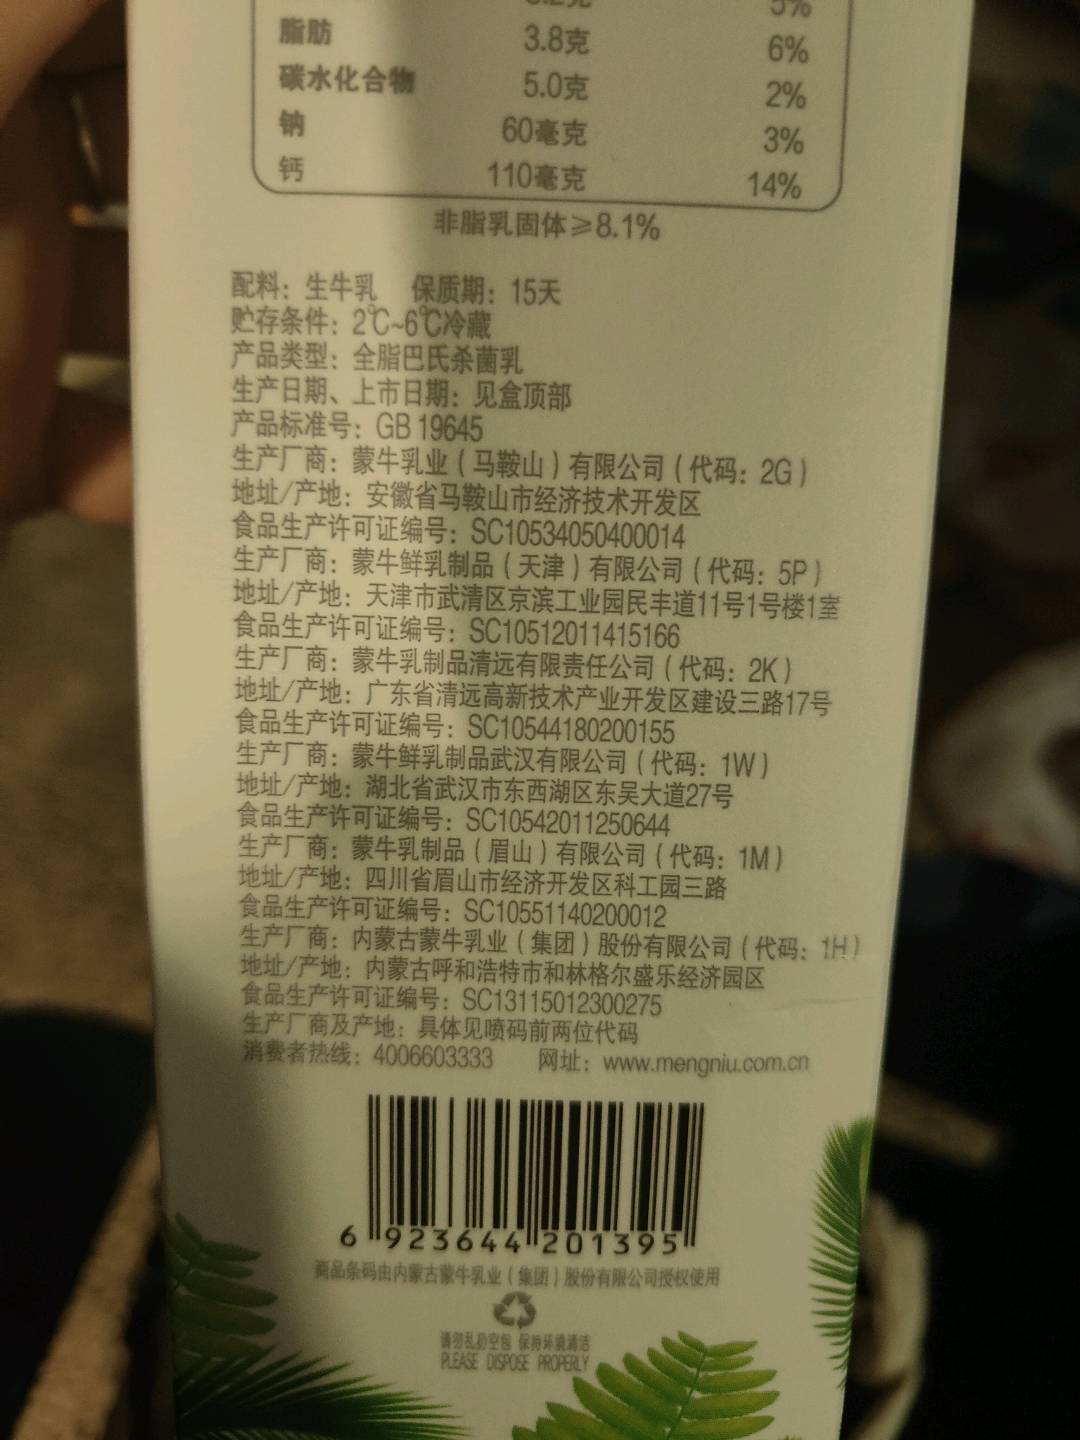 5%
脂肪 3.8克 6%
碳水化合物 5.0克 2%
钠 60毫克 3%
钙 110毫克 14%
非脂乳固体≥8.1%
配料：生牛乳 保质期：15天
贮存条件：2℃~6℃冷藏
产品类型：全脂巴氏杀菌乳
生产日期、上市日期：见盒顶部
产品标准号：GB 19645
生产厂商：蒙牛乳业（马鞍山）有限公司（代码：2G）
地址/产地：安徽省马鞍山市经济技术开发区
食品生产许可证编号：SC10534050400014
生产厂商：蒙牛鲜乳制品（天津）有限公司（代码：5P）
地址/产地：天津市武清区京滨工业园民丰道11号1号楼1室
食品生产许可证编号：SC10512011415166
生产厂商：蒙牛乳制品清远有限责任公司（代码：2K）
地址/产地：广东省清远高新技术产业开发区建设三路17号
食品生产许可证编号：SC10544180200155
生产厂商：蒙牛鲜乳制品武汉有限公司（代码：1W）
地址/产地：湖北省武汉市东西湖区东吴大道27号
食品生产许可证编号：SC10542011250644
生产厂商：蒙牛乳制品（眉山）有限公司（代码：1M）
地址/产地：四川省眉山市经济开发区科工园三路
食品生产许可证编号：SC10551140200012
生产厂商：内蒙古蒙牛乳业（集团）股份有限公司（代码：1H）
地址/产地：内蒙古呼和浩特市和林格尔盛乐经济园区
食品生产许可证编号：SC13115012300275
生产厂商及产地：具体见喷码前两位代码
消费者热线：4006603333 网址：www.mengniu.com.cn
6 923644 201395
商品条码由内蒙古蒙牛乳业（集团）股份有限公司授权使用
请勿乱扔空包 保持环境清洁
PLEASE DISPOSE PROPERLY